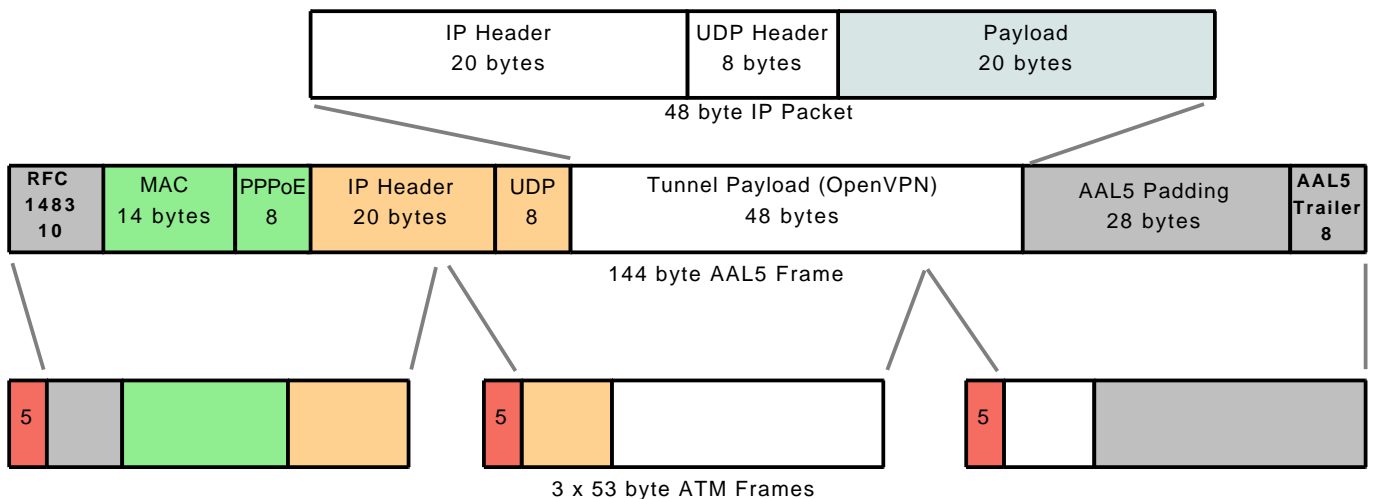 IP Header
20 bytes
UDP Header
8 bytes
Payload
20 bytes
48 byte IP Packet
RFC
1483
10
MAC
14 bytes
PPPoE
8
IP Header
20 bytes
UDP
8
Tunnel Payload (OpenVPN)
48 bytes
AAL5 Padding
28 bytes
AAL5
Trailer
8
144 byte AAL5 Frame
5
5
5
3 x 53 byte ATM Frames